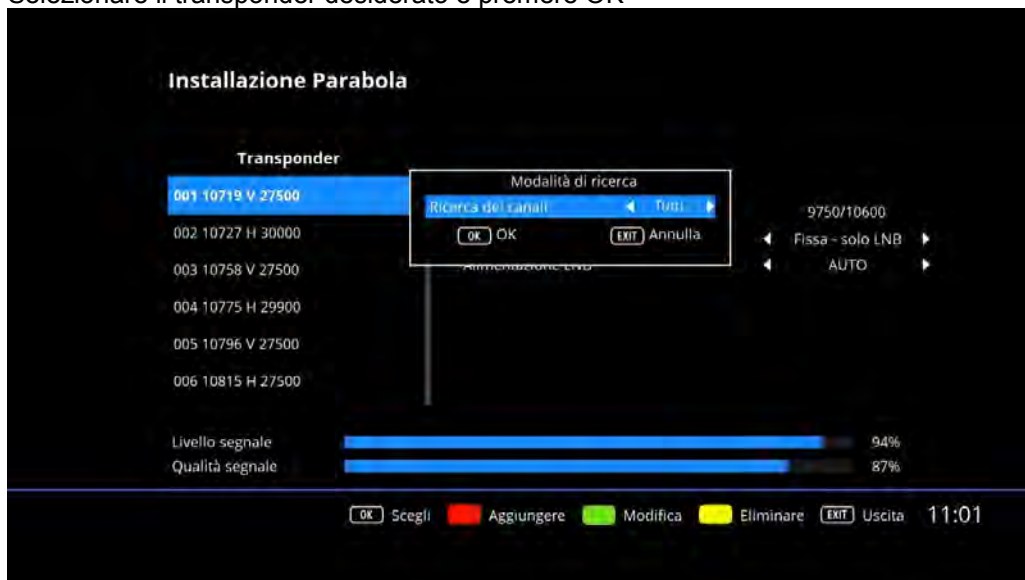 Selezionare il transponder desiderato e premere OK
Installazione Parabola
Transponder
001 10719 V 27500
002 10727 H 30000
003 10758 V 27500
004 10775 H 29900
005 10796 V 27500
006 10815 H 27500
Modalità di ricerca
Ricerca dei canali Tutti
OK OK EXIT Annulla
Alimentazione LNB
9750/10600
Fissa - solo LNB
AUTO
Livello segnale 94%
Qualità segnale 87%
OK Scegli Aggiungere Modifica Eliminare EXIT Uscita 11:01